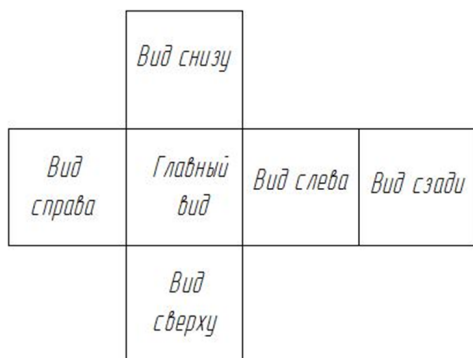 Вид снизу
Вид
справа
Главный
вид
Вид слева
Вид сзади
Вид
сверху